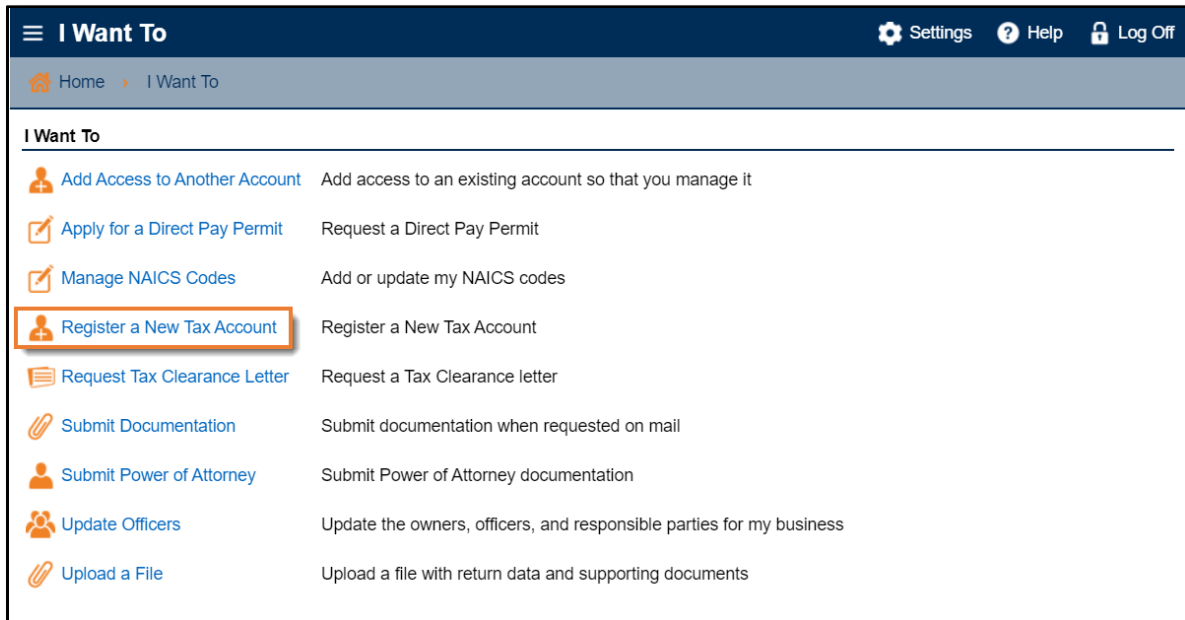 I Want To Settings Help Log Off
Home I Want To
I Want To
Add Access to Another Account Add access to an existing account so that you manage it
Apply for a Direct Pay Permit Request a Direct Pay Permit
Manage NAICS Codes Add or update my NAICS codes
Register a New Tax Account Register a New Tax Account
Request Tax Clearance Letter Request a Tax Clearance letter
Submit Documentation Submit documentation when requested on mail
Submit Power of Attorney Submit Power of Attorney documentation
Update Officers Update the owners, officers, and responsible parties for my business
Upload a File Upload a file with return data and supporting documents